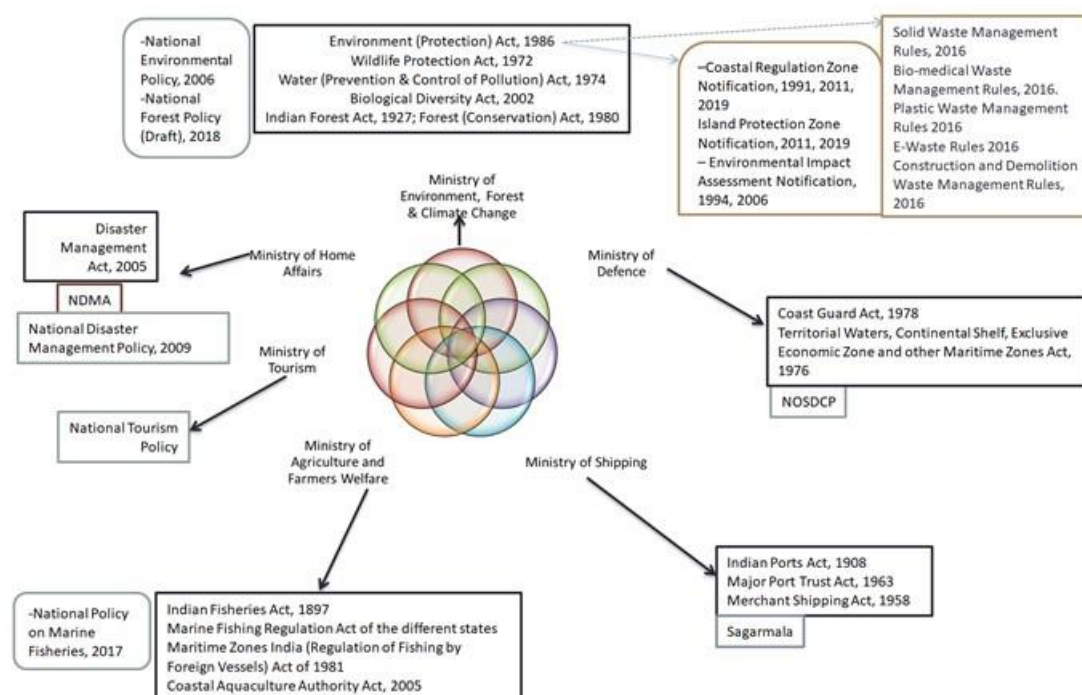 -National
Environmental
Policy, 2006
-National
Forest Policy
(Draft), 2018
Environment (Protection) Act, 1986
Wildlife Protection Act, 1972
Water (Prevention & Control of Pollution) Act, 1974
Biological Diversity Act, 2002
Indian Forest Act, 1927; Forest (Conservation) Act, 1980
–Coastal Regulation Zone
Notification, 1991, 2011,
2019
Island Protection Zone
Notification, 2011, 2019
– Environmental Impact
Assessment Notification,
1994, 2006
Solid Waste Management
Rules, 2016
Bio-medical Waste
Management Rules, 2016.
Plastic Waste Management
Rules 2016
E-Waste Rules 2016
Construction and Demolition
Waste Management Rules,
2016
Ministry of
Environment, Forest
& Climate Change
Disaster
Management
Act, 2005
NDMA
National Disaster
Management Policy, 2009
Ministry of Home
Affairs
Ministry of
Defence
Coast Guard Act, 1978
Territorial Waters, Continental Shelf, Exclusive
Economic Zone and other Maritime Zones Act,
1976
NOSDCP
Ministry of
Tourism
National Tourism
Policy
Ministry of
Agriculture and
Farmers Welfare
Ministry of Shipping
Indian Ports Act, 1908
Major Port Trust Act, 1963
Merchant Shipping Act, 1958
Sagarmala
-National Policy
on Marine
Fisheries, 2017
Indian Fisheries Act, 1897
Marine Fishing Regulation Act of the different states
Maritime Zones India (Regulation of Fishing by
Foreign Vessels) Act of 1981
Coastal Aquaculture Authority Act, 2005